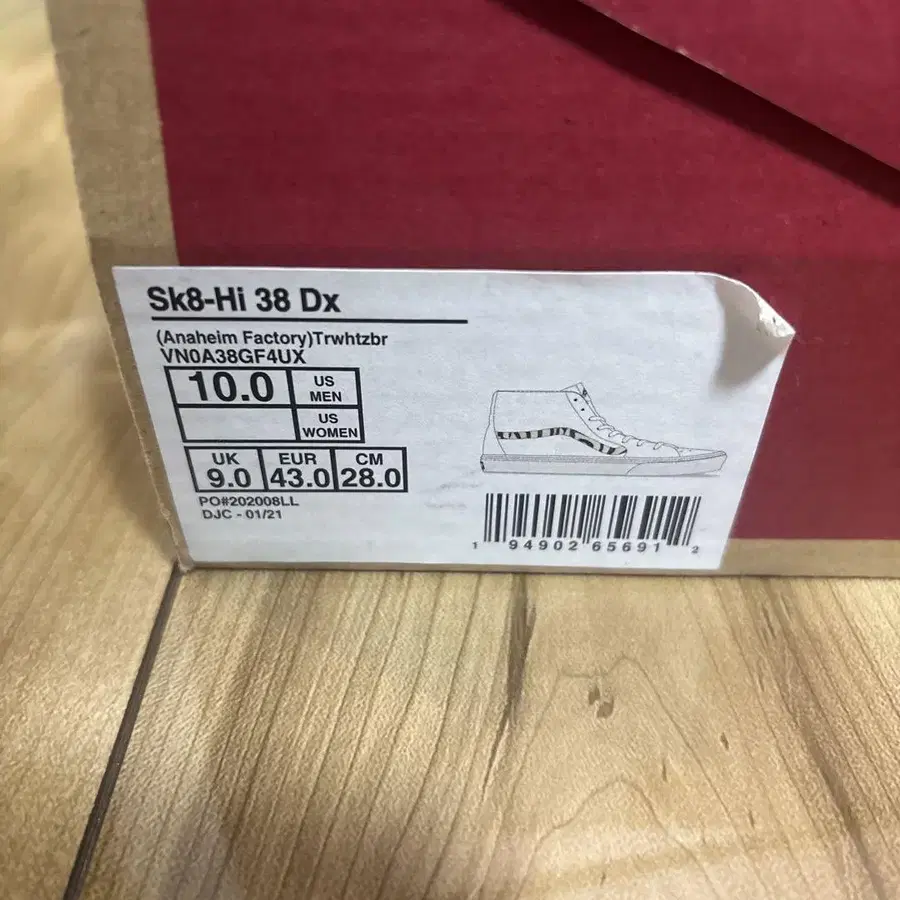 Sk8-Hi 38 Dx
(Anaheim Factory)Trwhtzbr
VN0A38GF4UX
10.0 US MEN
US WOMEN
UK EUR CM
9.0 43.0 28.0
PO#202008LL
DJC - 01/21
1 94902 65691 2